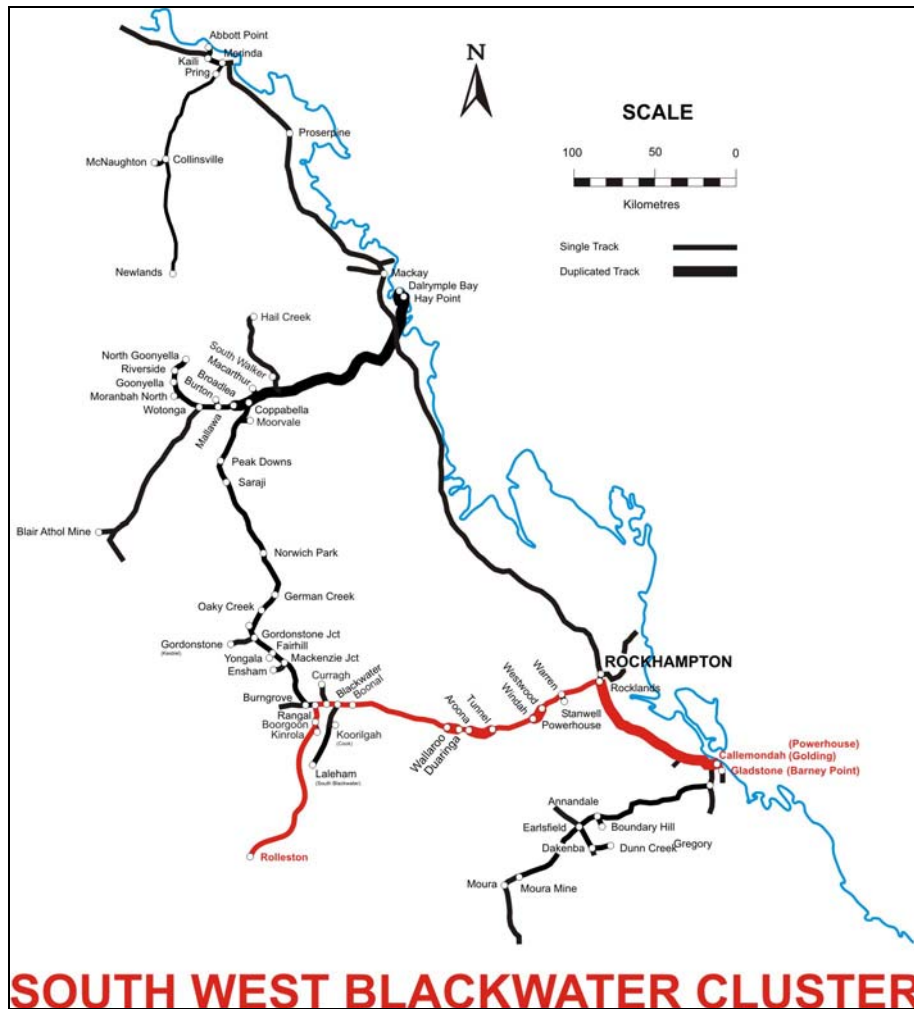 Abbott Point
Kaili
Merinda
Pring
N
SCALE
100 50 0
Kilometres
Single Track
Duplicated Track
Proserpine
McNaughton
Collinsville
Newlands
Mackay
Dalrymple Bay
Hay Point
Hail Creek
South Walker
Macarthur
Broadlea
Burton
North Goonyella
Riverside
Goonyella
Moranbah North
Wotonga
Mallawa
Coppabella
Moorvale
Peak Downs
Saraji
Blair Athol Mine
Norwich Park
German Creek
Oaky Creek
Gordonstone Jct
Gordonstone
(Kestrel)
Fairhill
Yongala
Mackenzie Jct
Ensham
Curragh
Blackwater
Boonal
Burngrove
Rangal
Boorgoon
Kinrola
Koorilgah
(Cook)
Laleham
(South Blackwater)
Rolleston
Wallaroo
Duaringa
Aroona
Tunnel
Windah
Westwood
Warren
Stanwell
Powerhouse
ROCKHAMPTON
Rocklands
Callemondah (Powerhouse)
(Golding)
Gladstone (Barney Point)
Annandale
Earlsfield
Boundary Hill
Dakenba
Dunn Creek
Gregory
Moura
Moura Mine
SOUTH WEST BLACKWATER CLUSTER